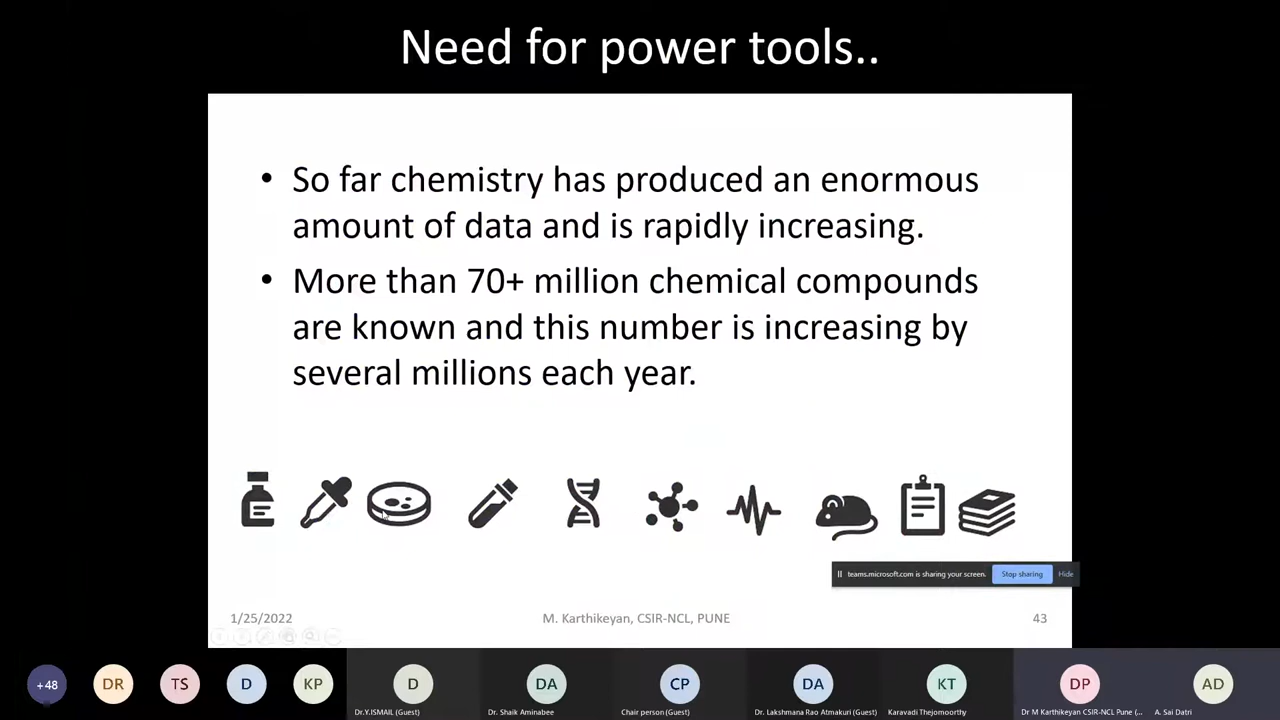 Need for power tools..
• So far chemistry has produced an enormous
amount of data and is rapidly increasing.
• More than 70+ million chemical compounds
are known and this number is increasing by
several millions each year.
teams.microsoft.com is sharing your screen.
Stop sharing
Hide
1/25/2022
M. Karthikeyan, CSIR-NCL, PUNE
43
+48
DR
TS
D
KP
D
DA
CP
DA
KT
DP
AD
Dr.Y.ISMAIL (Guest)
Dr. Shaik Aminabee
Chair person (Guest)
Dr. Lakshmana Rao Atmakuri (Guest)
Karavadi Thejomoorthy
Dr M Karthikeyan CSIR-NCL Pune (...
A. Sai Datri